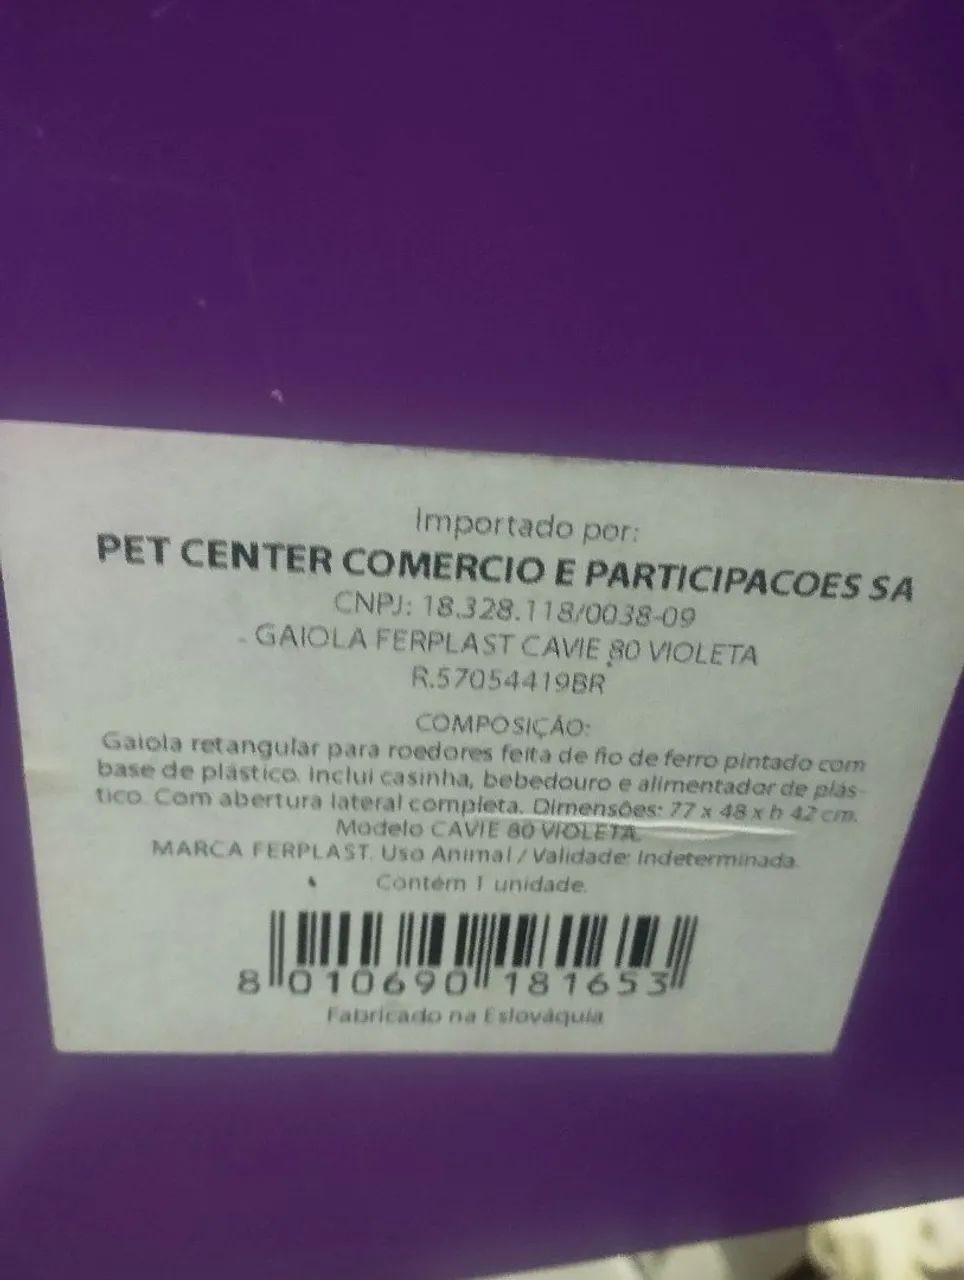 Importado por:
PET CENTER COMERCIO E PARTICIPACOES SA
CNPJ: 18.328.118/0038-09
GAIOLA FERPLAST CAVIE 80 VIOLETA
R.57054419BR
COMPOSIÇÃO:
Gaiola retangular para roedores feita de fio de ferro pintado com
base de plástico. Inclui casinha, bebedouro e alimentador de plás-
tico. Com abertura lateral completa. Dimensões: 77 x 48 x h 42 cm.
Modelo CAVIE 80 VIOLETA.
MARCA FERPLAST. Uso Animal / Validade: Indeterminada.
Contém 1 unidade.
8 010690 181653
Fabricado na Eslováquia